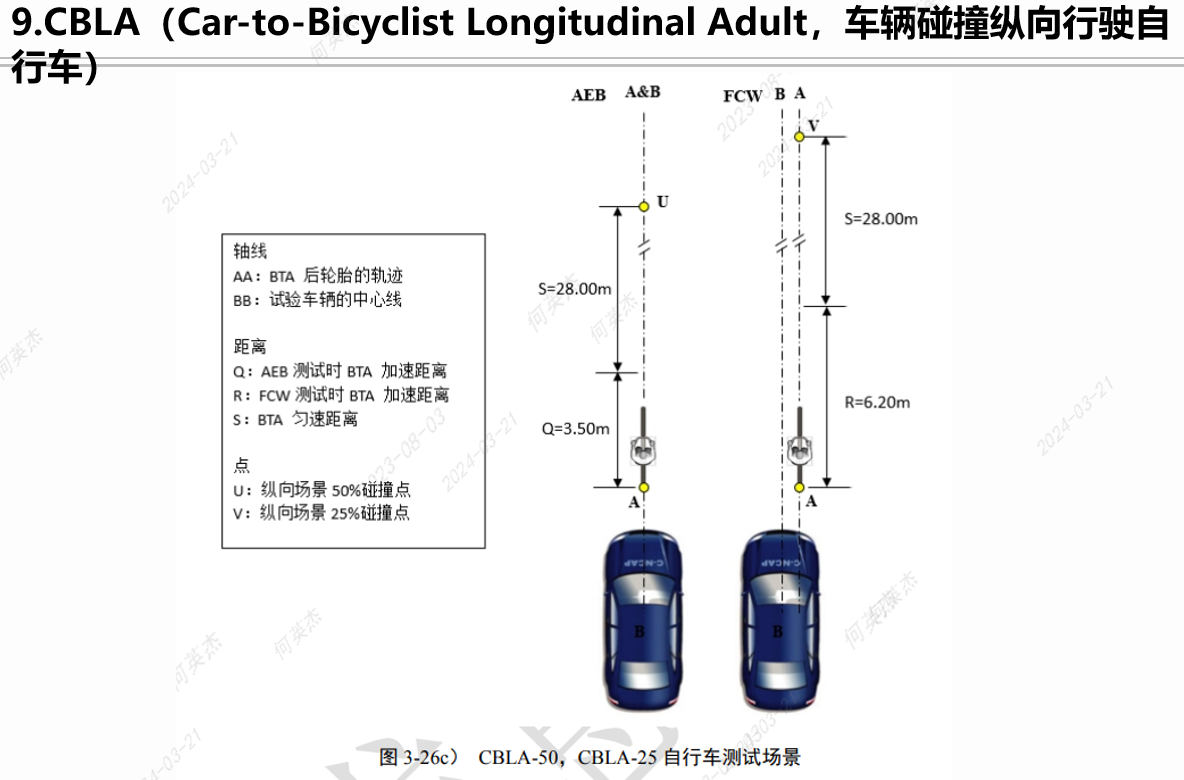 9.CBLA（Car-to-Bicyclist Longitudinal Adult，车辆碰撞纵向行驶自
行车）
AEB A&B FCW B A
V
U
S=28.00m
S=28.00m
轴线
AA：BTA 后轮胎的轨迹
BB：试验车辆的中心线
距离
Q：AEB 测试时 BTA 加速距离
R：FCW 测试时 BTA 加速距离
S：BTA 匀速距离
点
U：纵向场景 50%碰撞点
V：纵向场景 25%碰撞点
R=6.20m
Q=3.50m
A A
C-NCAP C-NCAP
B B
图 3-26c） CBLA-50，CBLA-25 自行车测试场景
何英杰
2024-03-21
2023-08-03